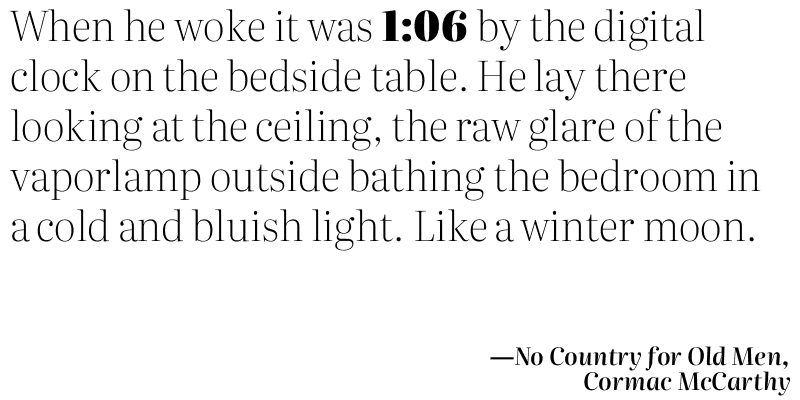 When he woke it was 1:06 by the digital
clock on the bedside table. He lay there
looking at the ceiling, the raw glare of the
vaporlamp outside bathing the bedroom in
a cold and bluish light. Like a winter moon.
—No Country for Old Men,
Cormac McCarthy